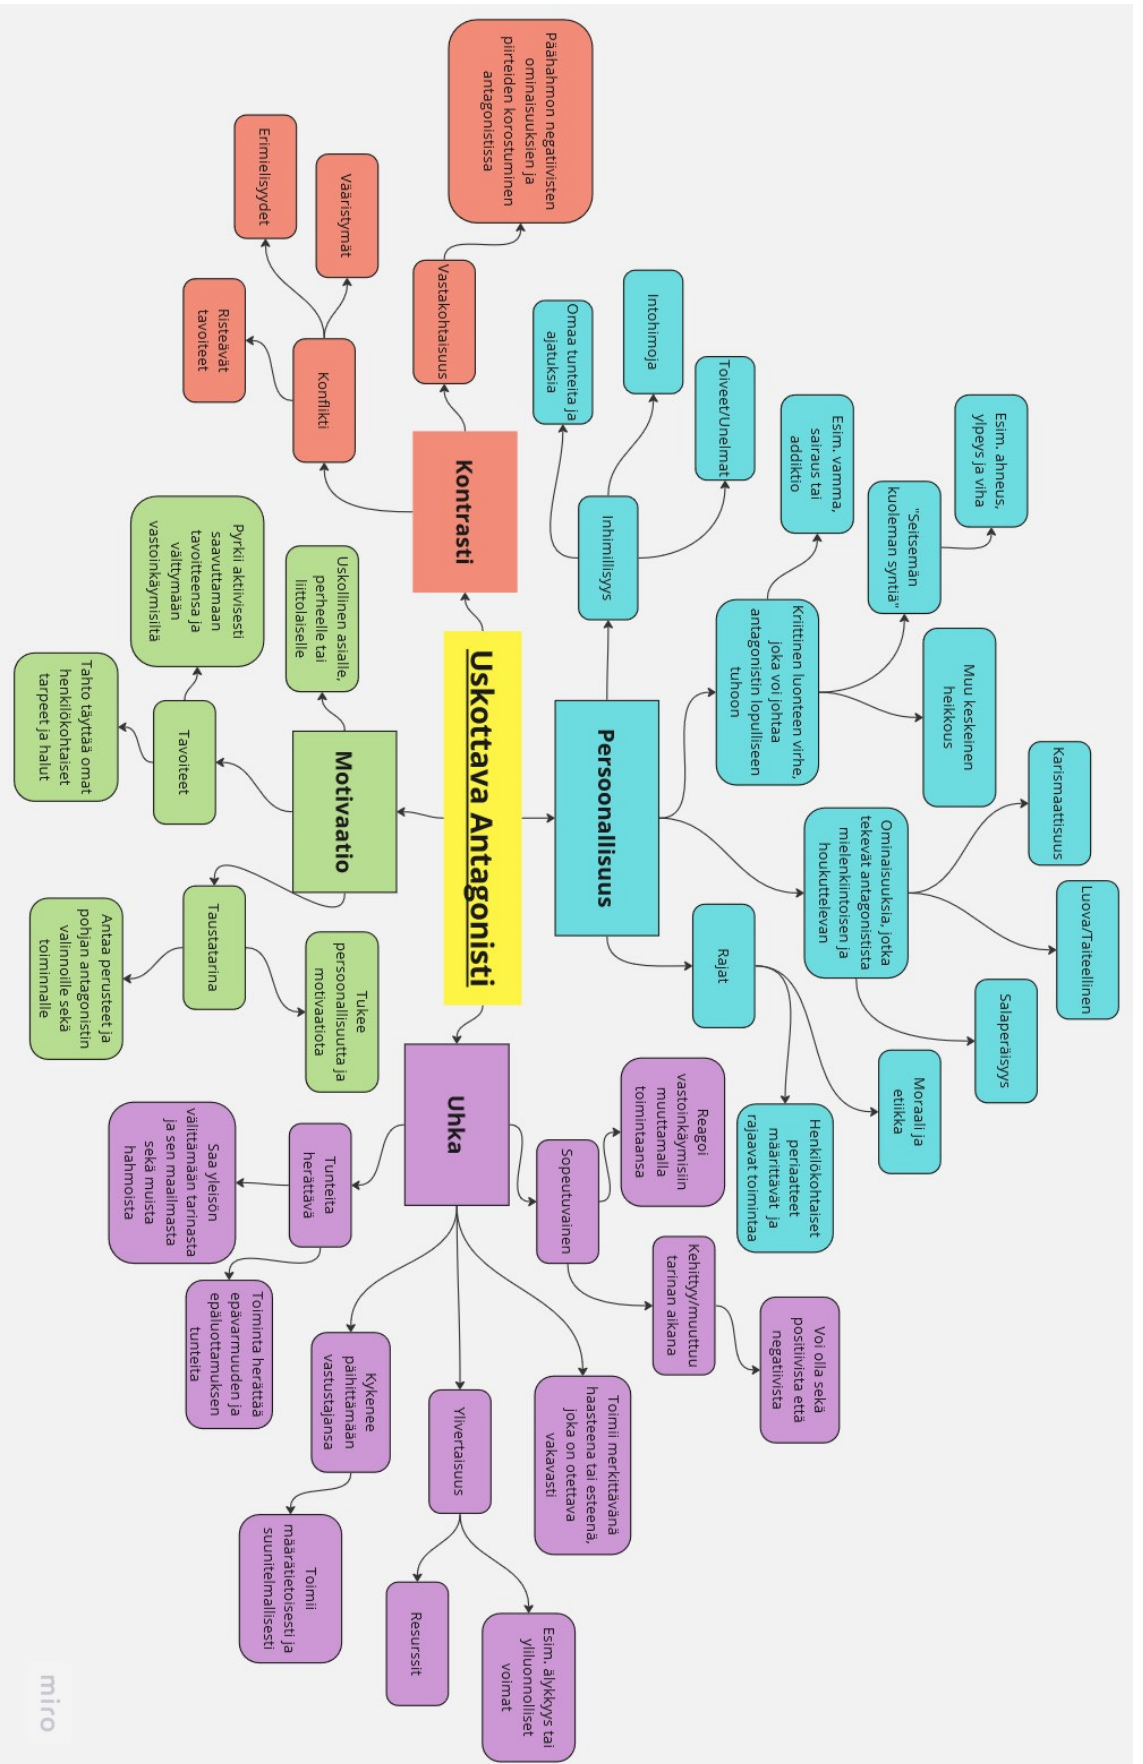 Uskottava Antagonisti
Persoonallisuus
Inhimillisyys
Toiveet/Unelmat
Intohimoja
Omaa tunteita ja
ajatuksia
Kriittinen luonteen virhe,
joka voi johtaa
antagonistin lopulliseen
tuhoon
Esim. vamma,
sairaus tai
addiktio
"Seitsemän
kuoleman syntiä"
Esim. ahneus,
ylpeys ja viha
Muu keskeinen
heikkous
Ominaisuuksia, jotka
tekevät antagonistista
mielenkiintoisen ja
houkuttelevan
Karismaattisuus
Luova/Taiteellinen
Salaperäisyys
Rajat
Moraali ja
etiikka
Henkilökohtaiset
periaatteet
määrittävät ja
rajaavat toimintaa
Kontrasti
Vastakohtaisuus
Päähahmon negatiivisten
ominaisuuksien ja
piirteiden korostuminen
antagonistissa
Konflikti
Vääristymät
Erimielisyydet
Risteävät
tavoitteet
Motivaatio
Uskollinen asialle,
perheelle tai
liittolaiselle
Tavoiteet
Pyrkii aktiivisesti
saavuttamaan
tavoitteensa ja
välttymään
vastoinkäymisiltä
Tahto täyttää omat
henkilökohtaiset
tarpeet ja halut
Taustatarina
Tukee
persoonallisuutta ja
motivaatiota
Antaa perusteet ja
pohjan antagonistin
valinnoille sekä
toiminnalle
Uhka
Sopeutuvainen
Reagoi
vastoinkäymisiin
muuttamalla
toimintaansa
Kehittyy/muuttuu
tarinan aikana
Voi olla sekä
positiivista että
negatiivista
Toimii merkittävänä
haasteena tai esteenä,
joka on otettava
vakavasti
Ylivertaisuus
Esim. älykkyys tai
yliluonnolliset
voimat
Resurssit
Kykenee
päihittämään
vastustajansa
Toimii
määrätietoisesti ja
suunitelmallisesti
Tunteita
herättävä
Saa yleisön
välittämään tarinasta
ja sen maailmasta
sekä muista
hahmoista
Toiminta herättää
epävarmuuden ja
epäluottamuksen
tunteita
miro